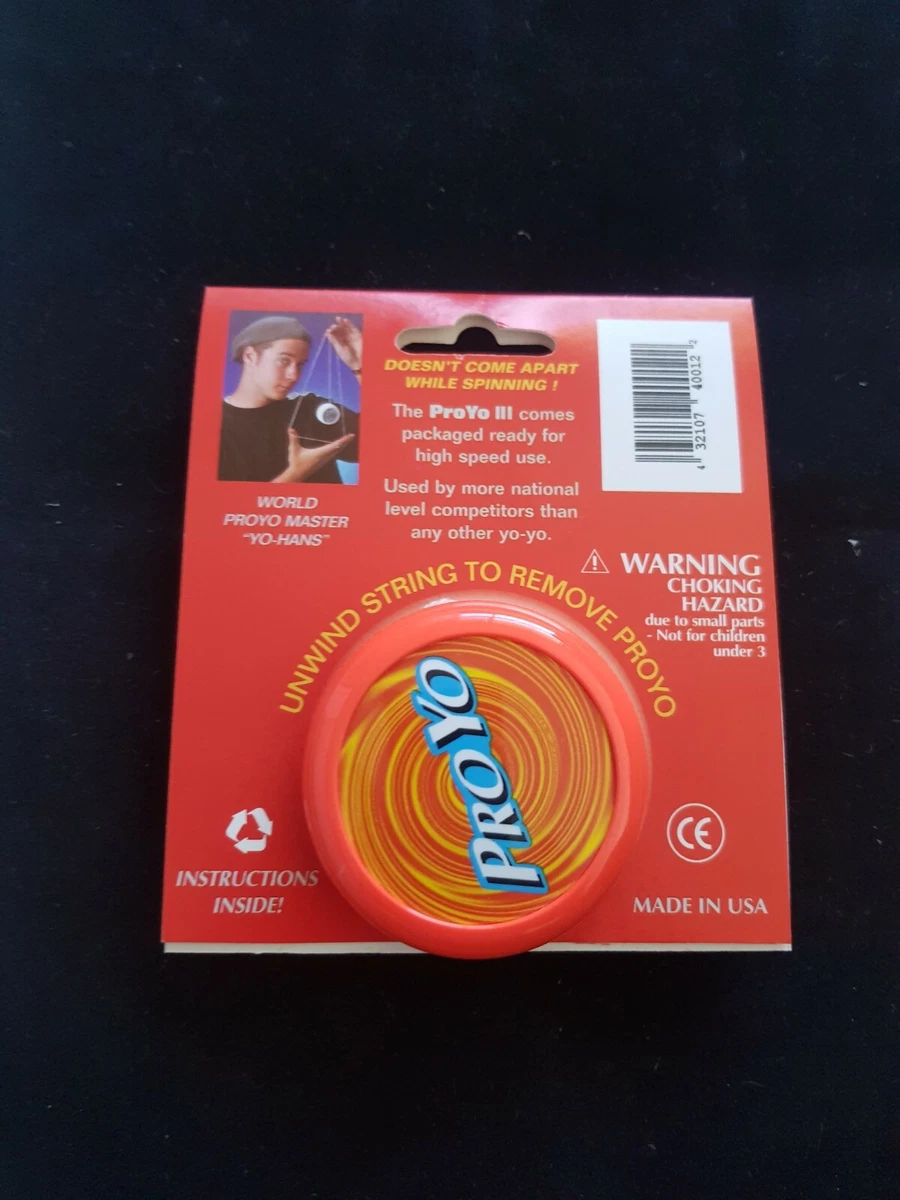 DOESN'T COME APART
WHILE SPINNING !
The ProYo III comes
packaged ready for
high speed use.
Used by more national
level competitors than
any other yo-yo.
WORLD
PROYO MASTER
"YO-HANS"
4 32107 40012 2
WARNING
CHOKING
HAZARD
due to small parts
- Not for children
under 3
UNWIND STRING TO REMOVE PROYO
PRO YO
INSTRUCTIONS
INSIDE!
CE
MADE IN USA